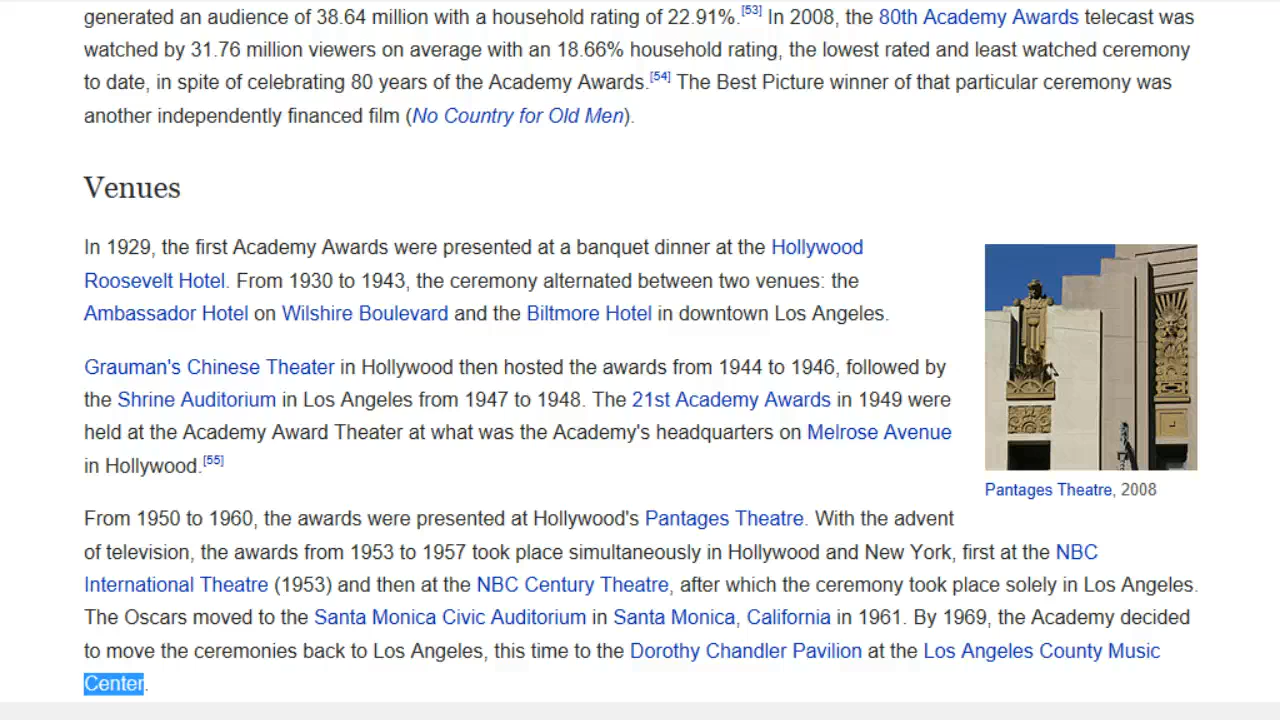 generated an audience of 38.64 million with a household rating of 22.91%.[53] In 2008, the 80th Academy Awards telecast was
watched by 31.76 million viewers on average with an 18.66% household rating, the lowest rated and least watched ceremony
to date, in spite of celebrating 80 years of the Academy Awards.[54] The Best Picture winner of that particular ceremony was
another independently financed film (No Country for Old Men).
Venues
In 1929, the first Academy Awards were presented at a banquet dinner at the Hollywood
Roosevelt Hotel. From 1930 to 1943, the ceremony alternated between two venues: the
Ambassador Hotel on Wilshire Boulevard and the Biltmore Hotel in downtown Los Angeles.
Grauman's Chinese Theater in Hollywood then hosted the awards from 1944 to 1946, followed by
the Shrine Auditorium in Los Angeles from 1947 to 1948. The 21st Academy Awards in 1949 were
held at the Academy Award Theater at what was the Academy's headquarters on Melrose Avenue
in Hollywood.[55]
Pantages Theatre, 2008
From 1950 to 1960, the awards were presented at Hollywood's Pantages Theatre. With the advent
of television, the awards from 1953 to 1957 took place simultaneously in Hollywood and New York, first at the NBC
International Theatre (1953) and then at the NBC Century Theatre, after which the ceremony took place solely in Los Angeles.
The Oscars moved to the Santa Monica Civic Auditorium in Santa Monica, California in 1961. By 1969, the Academy decided
to move the ceremonies back to Los Angeles, this time to the Dorothy Chandler Pavilion at the Los Angeles County Music
Center.